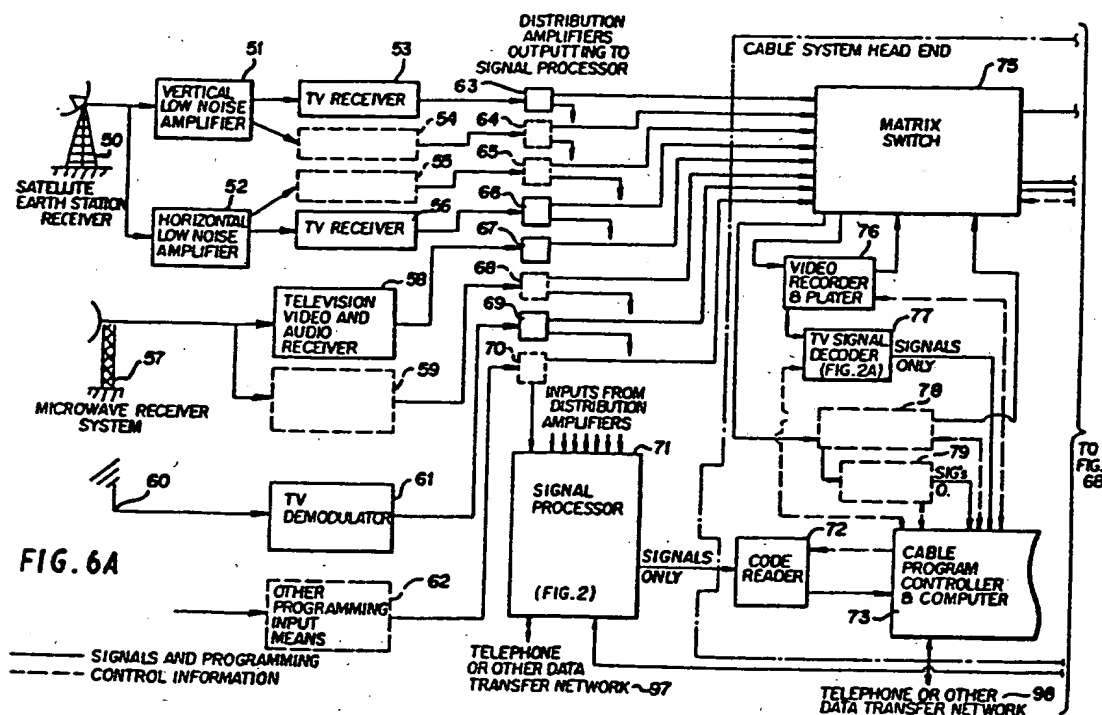 DISTRIBUTION
AMPLIFIERS
OUTPUTTING TO
SIGNAL PROCESSOR
CABLE SYSTEM HEAD END
51
VERTICAL
LOW NOISE
AMPLIFIER
53
TV RECEIVER
63
75
MATRIX
SWITCH
50
SATELLITE
EARTH STATION
RECEIVER
54
64
55
65
52
HORIZONTAL
LOW NOISE
AMPLIFIER
56
TV RECEIVER
66
67
58
TELEVISION
VIDEO AND
AUDIO
RECEIVER
68
69
70
57
MICROWAVE RECEIVER
SYSTEM
59
76
VIDEO
RECORDER
& PLAYER
77
TV SIGNAL
DECODER
(FIG.2A)
SIGNALS
ONLY
78
79
SIG'S
O.
TO
FIG.
6B
INPUTS FROM
DISTRIBUTION
AMPLIFIERS
60
61
TV
DEMODULATOR
71
SIGNAL
PROCESSOR
(FIG.2)
SIGNALS
ONLY
72
CODE
READER
CABLE
PROGRAM
CONTROLLER
& COMPUTER
73
FIG. 6A
62
OTHER
PROGRAMMING
INPUT
MEANS
SIGNALS AND PROGRAMMING
CONTROL INFORMATION
TELEPHONE
OR OTHER DATA
TRANSFER NETWORK 97
TELEPHONE OR OTHER 98
DATA TRANSFER NETWORK